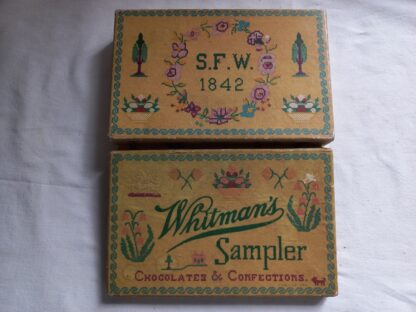 S.F.W.
1842
Whitman's
Sampler
CHOCOLATES & CONFECTIONS.